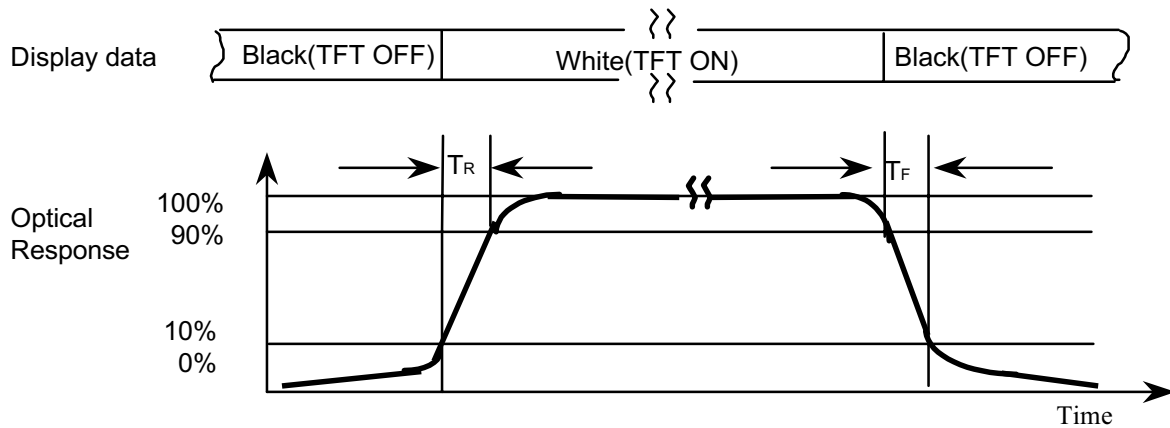 Display data
Black(TFT OFF)
White(TFT ON)
Black(TFT OFF)
TR
TF
Optical
Response
100%
90%
10%
0%
Time